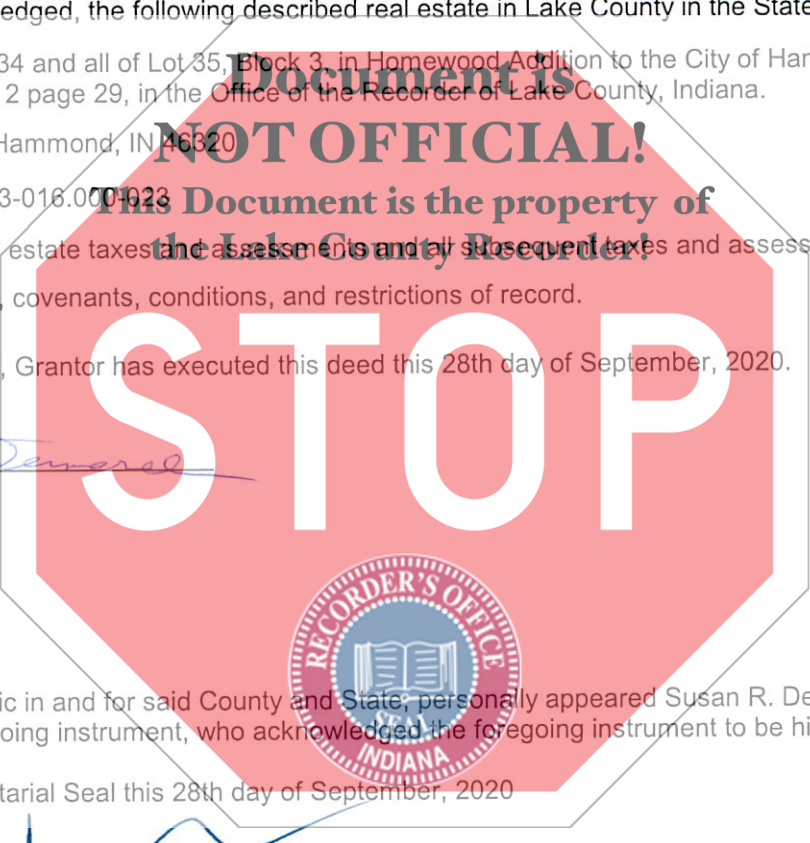 edged, the following described real estate in Lake County in the State
34 and all of Lot 35, Block 3, in Homewood Addition to the City of Ham
Document is
2 page 29, in the Office of the Recorder of Lake County, Indiana.
Hammond, IN 46320
NOT OFFICIAL!
3-016.000-023
This Document is the property of
estate taxes and assessments and all subsequent taxes and assess
the Lake County Recorder!
, covenants, conditions, and restrictions of record.
, Grantor has executed this deed this 28th day of September, 2020.
STOP
RECORDER'S OFFICE
SEAL
INDIANA
ic in and for said County and State, personally appeared Susan R. De
oing instrument, who acknowledged the foregoing instrument to be hi
tarial Seal this 28th day of September, 2020